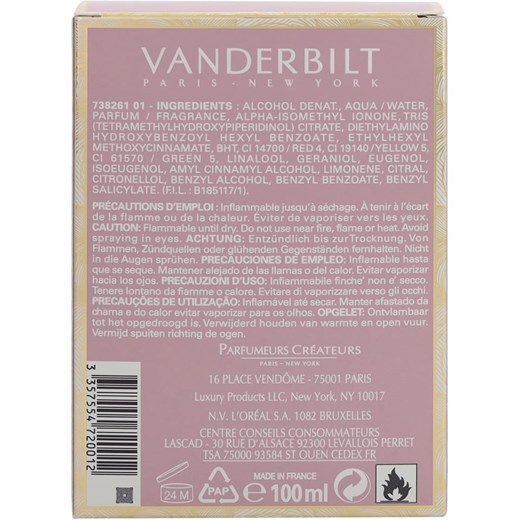 VANDERBILT
PARIS - NEW YORK
738261 01 - INGREDIENTS : ALCOHOL DENAT., AQUA / WATER,
PARFUM / FRAGRANCE, ALPHA-ISOMETHYL IONONE, TRIS
(TETRAMETHYLHYDROXYPIPERIDINOL) CITRATE, DIETHYLAMINO
HYDROXYBENZOYL HEXYL BENZOATE, ETHYLHEXYL
METHOXYCINNAMATE, BHT, CI 14700 / RED 4, CI 19140 / YELLOW 5,
CI 61570 / GREEN 5, LINALOOL, GERANIOL, EUGENOL,
ISOEUGENOL, AMYL CINNAMYL ALCOHOL, LIMONENE, CITRAL,
CITRONELLOL, BENZYL ALCOHOL, BENZYL BENZOATE, BENZYL
SALICYLATE. (F.I.L. : B185117/1).
PRÉCAUTIONS D'EMPLOI : Inflammable jusqu'à séchage. À tenir à l'écart
de la flamme ou de la chaleur. Éviter de vaporiser vers les yeux.
CAUTION: Flammable until dry. Do not use near fire, flame or heat. Avoid
spraying in eyes. ACHTUNG: Entzündlich bis zur Trocknung. Von
Flammen, Zündquellen oder glühenden Gegenständen fernhalten. Nicht
in die Augen sprühen. PRECAUCIONES DE EMPLEO: Inflamable hasta
que se seque. Mantener alejado de las llamas o del calor. Evitar vaporizar
hacia los ojos. PRECAUZIONI D'USO: Infiammabile finche' non e' secco.
Tenere lontano da fiamme o calore. Evitare di vaporizzare verso gli occhi.
PRECAUÇÕES DE UTILIZAÇÃO: Inflamável até secar. Manter afastado da
chama e do calor evitar vaporizar para os olhos. OPGELET: Ontvlambaar
tot het opgedroogd is. Verwijderd houden van warmte en open vuur.
Vermijd spuiten richting de ogen.
PARFUMEURS CRÉATEURS
PARIS - NEW YORK
16 PLACE VENDÔME - 75001 PARIS
Luxury Products LLC, New York, NY 10017
N.V. L'ORÉAL S.A. 1082 BRUXELLES
CENTRE CONSEILS CONSOMMATEURS
LASCAD - 30 RUE D'ALSACE 92300 LEVALLOIS PERRET
TSA 75000 93584 ST OUEN CEDEX FR
3 357554 720012
MADE IN FRANCE
24 M
PAP
e 100 ml